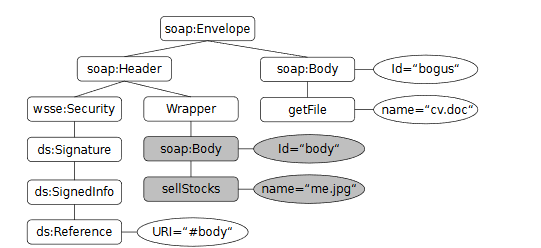 soap:Envelope
soap:Header
soap:Body
Id="bogus"
wsse:Security
Wrapper
getFile
name="cv.doc"
ds:Signature
soap:Body
Id="body"
ds:SignedInfo
sellStocks
name="me.jpg"
ds:Reference
URI="#body"